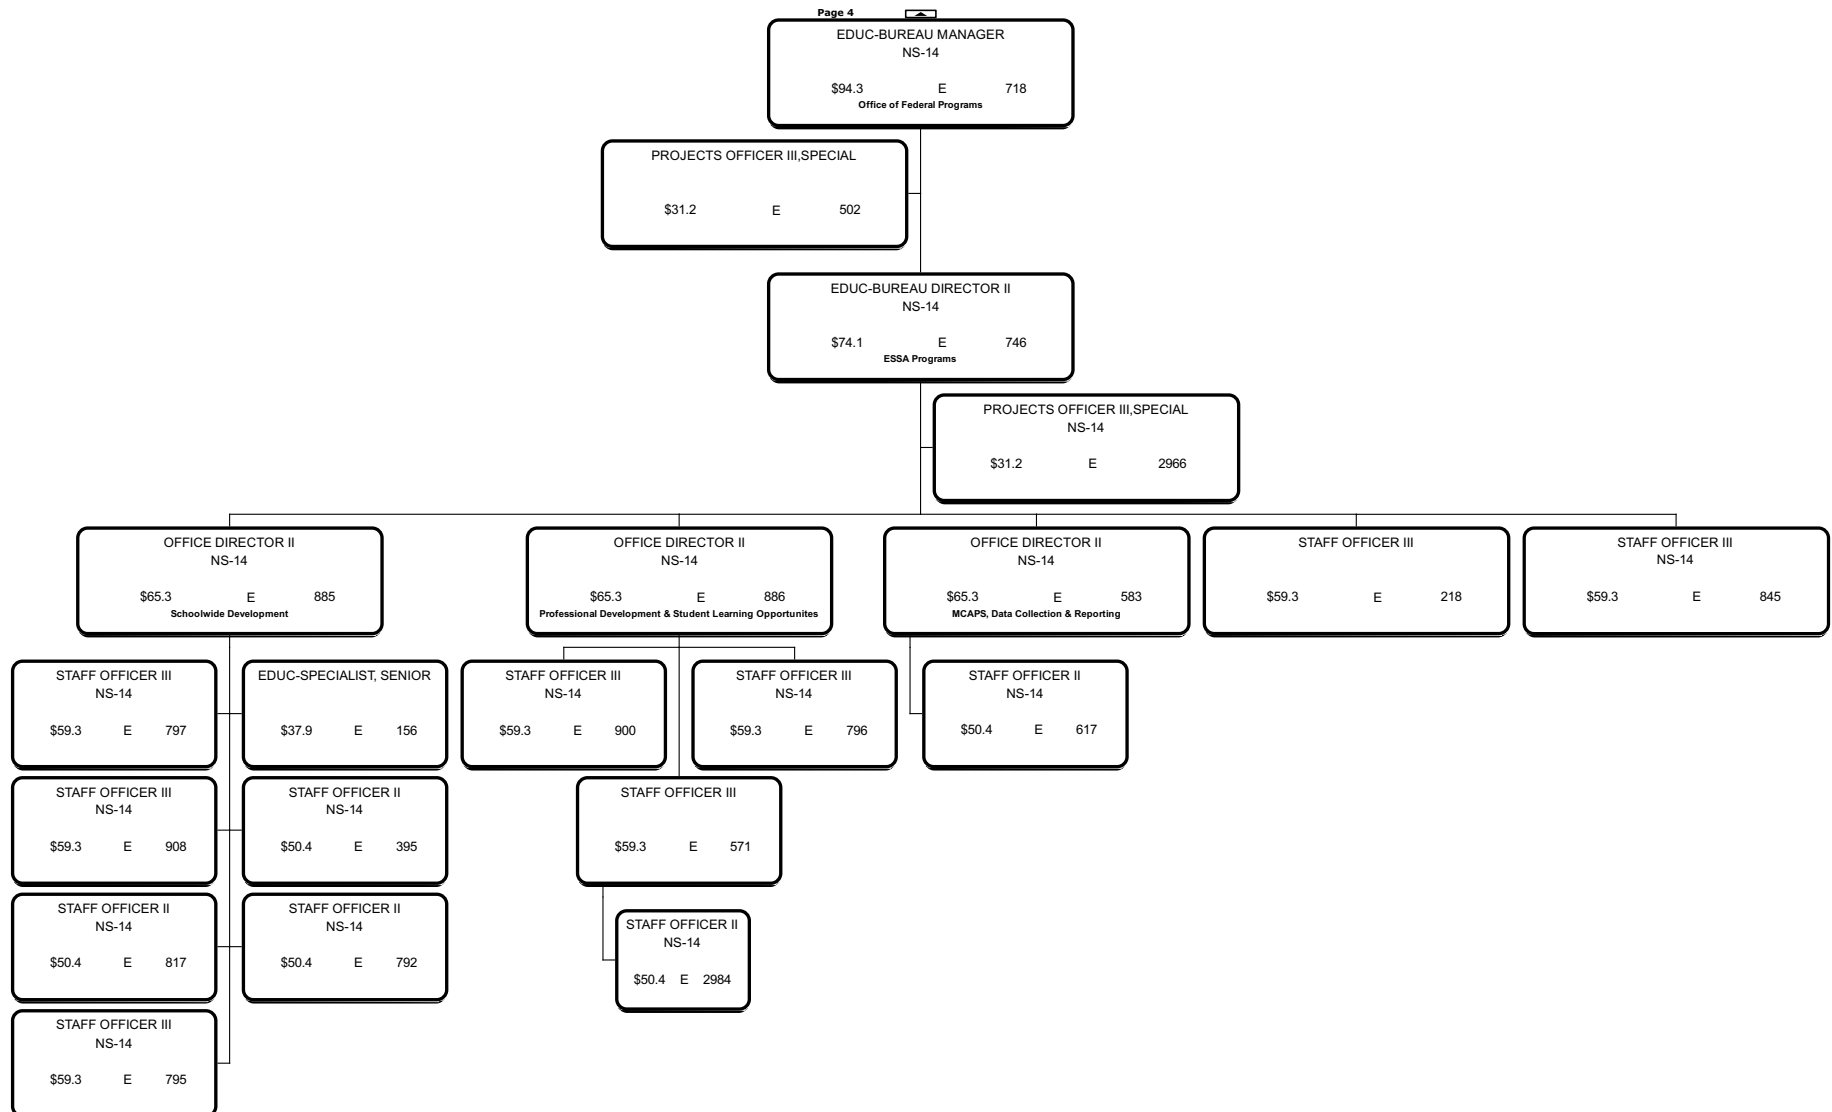 Page 4
EDUC-BUREAU MANAGER
NS-14
$94.3 E 718
Office of Federal Programs
PROJECTS OFFICER III,SPECIAL
$31.2 E 502
EDUC-BUREAU DIRECTOR II
NS-14
$74.1 E 746
ESSA Programs
PROJECTS OFFICER III,SPECIAL
NS-14
$31.2 E 2966
OFFICE DIRECTOR II
NS-14
$65.3 E 885
Schoolwide Development
OFFICE DIRECTOR II
NS-14
$65.3 E 886
Professional Development & Student Learning Opportunites
OFFICE DIRECTOR II
NS-14
$65.3 E 583
MCAPS, Data Collection & Reporting
STAFF OFFICER III
$59.3 E 218
STAFF OFFICER III
NS-14
$59.3 E 845
STAFF OFFICER III
NS-14
$59.3 E 797
EDUC-SPECIALIST, SENIOR
$37.9 E 156
STAFF OFFICER III
NS-14
$59.3 E 900
STAFF OFFICER III
NS-14
$59.3 E 796
STAFF OFFICER II
NS-14
$50.4 E 617
STAFF OFFICER III
NS-14
$59.3 E 908
STAFF OFFICER II
NS-14
$50.4 E 395
STAFF OFFICER III
$59.3 E 571
STAFF OFFICER II
NS-14
$50.4 E 817
STAFF OFFICER II
NS-14
$50.4 E 792
STAFF OFFICER II
NS-14
$50.4 E 2984
STAFF OFFICER III
NS-14
$59.3 E 795